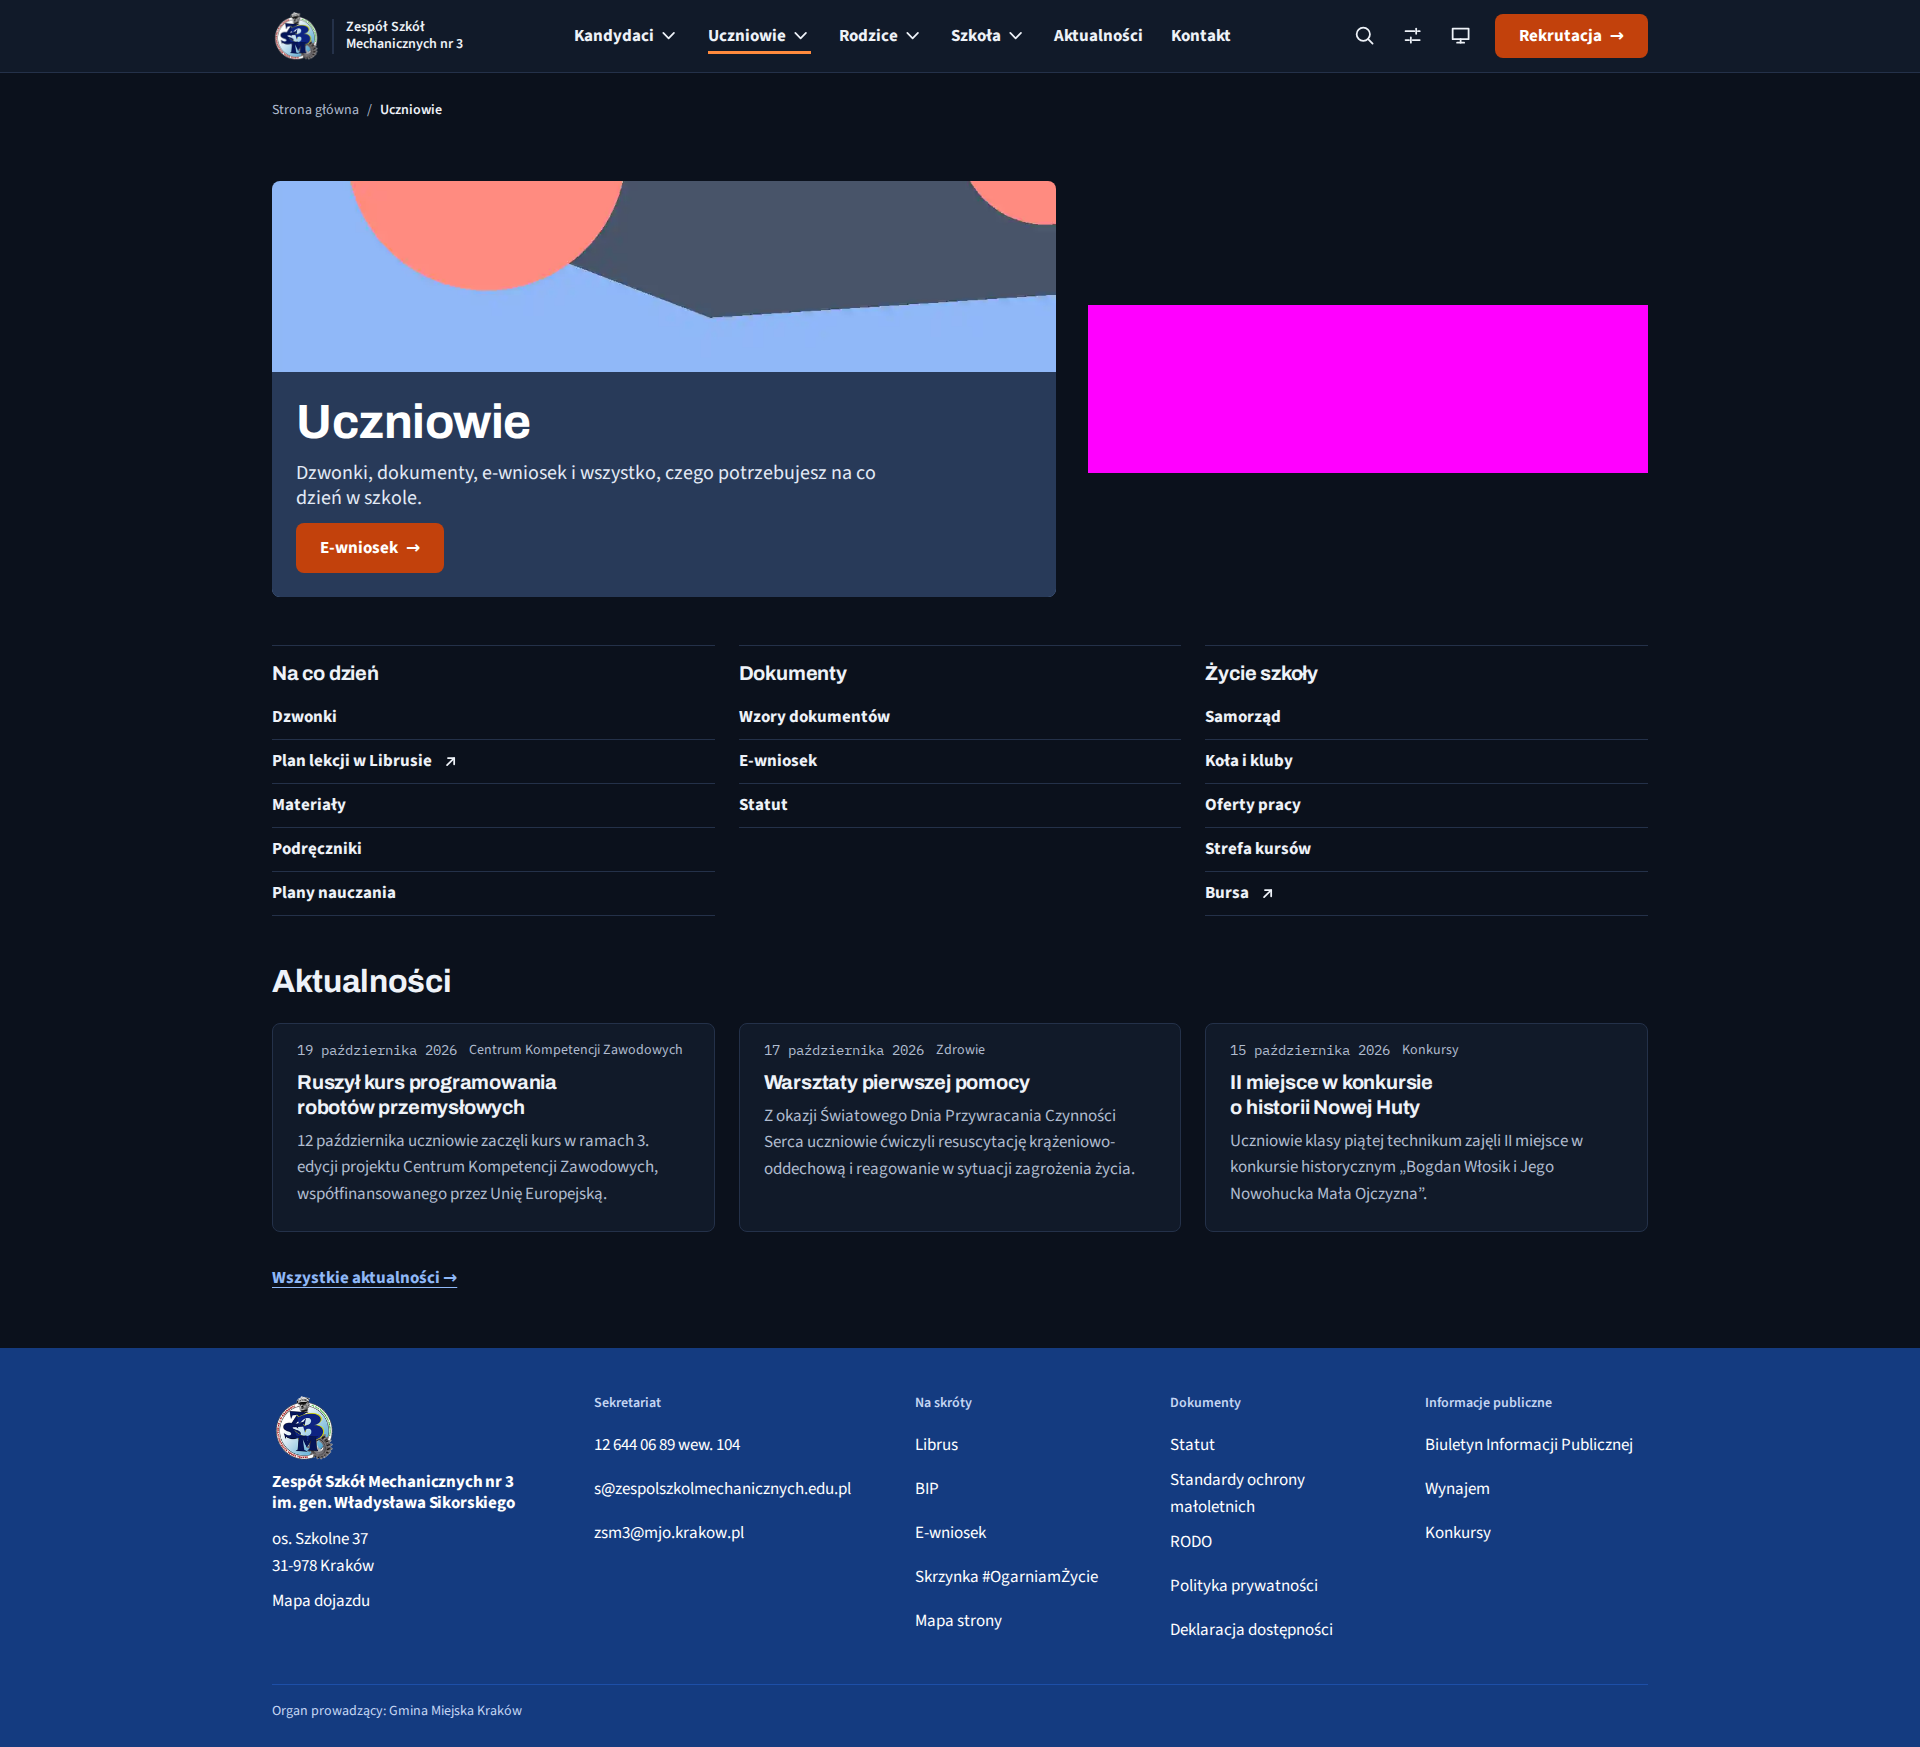 Zespół Szkół
Mechanicznych nr 3
Kandydaci
Uczniowie
Rodzice
Szkoła
Aktualności
Kontakt
Rekrutacja →
Strona główna / Uczniowie
Uczniowie
Dzwonki, dokumenty, e-wniosek i wszystko, czego potrzebujesz na co
dzień w szkole.
E-wniosek →
Na co dzień
Dzwonki
Plan lekcji w Librusie
Materiały
Podręczniki
Plany nauczania
Dokumenty
Wzory dokumentów
E-wniosek
Statut
Życie szkoły
Samorząd
Koła i kluby
Oferty pracy
Strefa kursów
Bursa
Aktualności
19 października 2026 Centrum Kompetencji Zawodowych
Ruszył kurs programowania
robotów przemysłowych
12 października uczniowie zaczęli kurs w ramach 3.
edycji projektu Centrum Kompetencji Zawodowych,
współfinansowanego przez Unię Europejską.
17 października 2026 Zdrowie
Warsztaty pierwszej pomocy
Z okazji Światowego Dnia Przywracania Czynności
Serca uczniowie ćwiczyli resuscytację krążeniowo-
oddechową i reagowanie w sytuacji zagrożenia życia.
15 października 2026 Konkursy
II miejsce w konkursie
o historii Nowej Huty
Uczniowie klasy piątej technikum zajęli II miejsce w
konkursie historycznym „Bogdan Włosik i Jego
Nowohucka Mała Ojczyzna”.
Wszystkie aktualności →
Zespół Szkół Mechanicznych nr 3
im. gen. Władysława Sikorskiego
os. Szkolne 37
31-978 Kraków
Mapa dojazdu
Sekretariat
12 644 06 89 wew. 104
s@zespolszkolmechanicznych.edu.pl
zsm3@mjo.krakow.pl
Na skróty
Librus
BIP
E-wniosek
Skrzynka #OgarniamŻycie
Mapa strony
Dokumenty
Statut
Standardy ochrony
małoletnich
RODO
Polityka prywatności
Deklaracja dostępności
Informacje publiczne
Biuletyn Informacji Publicznej
Wynajem
Konkursy
Organ prowadzący: Gmina Miejska Kraków